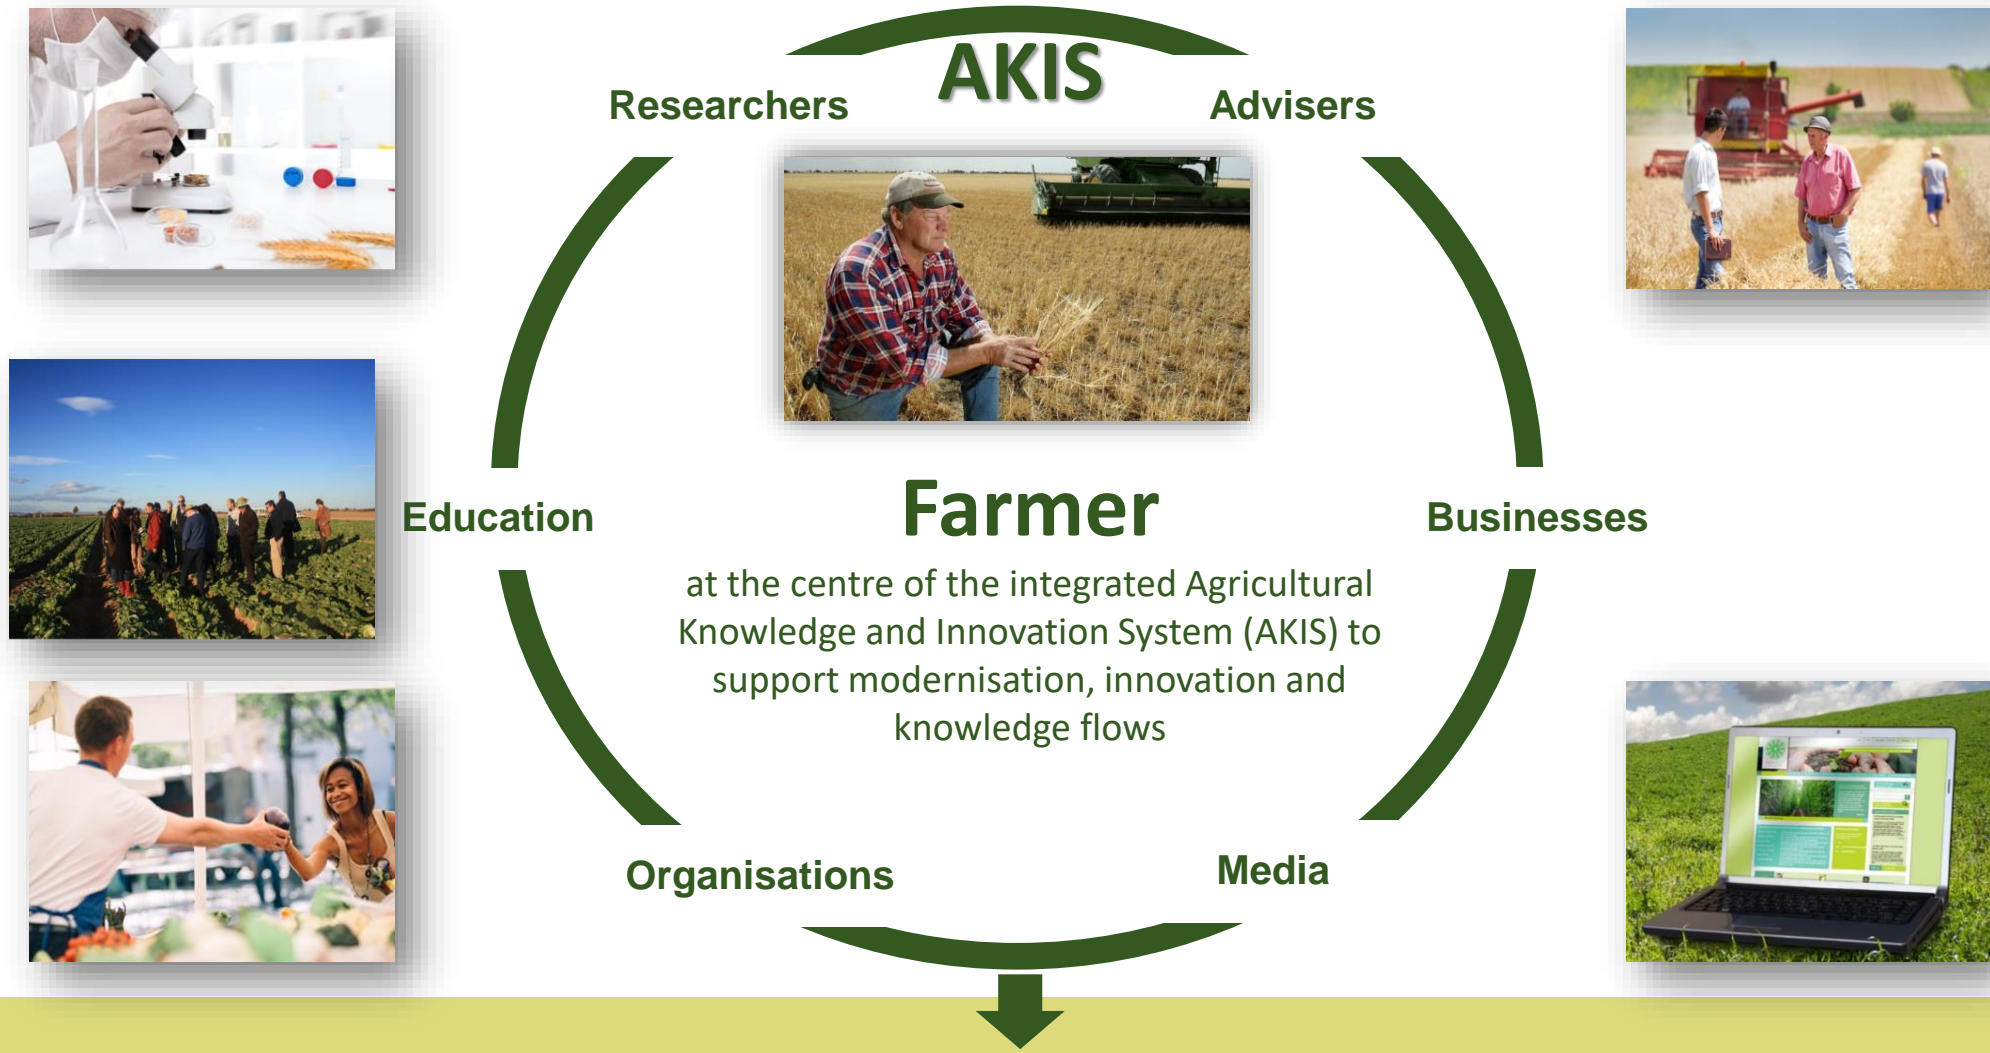 AKIS
Researchers
Advisers
Education
Farmer
Businesses
at the centre of the integrated Agricultural
Knowledge and Innovation System (AKIS) to
support modernisation, innovation and
knowledge flows
Organisations
Media